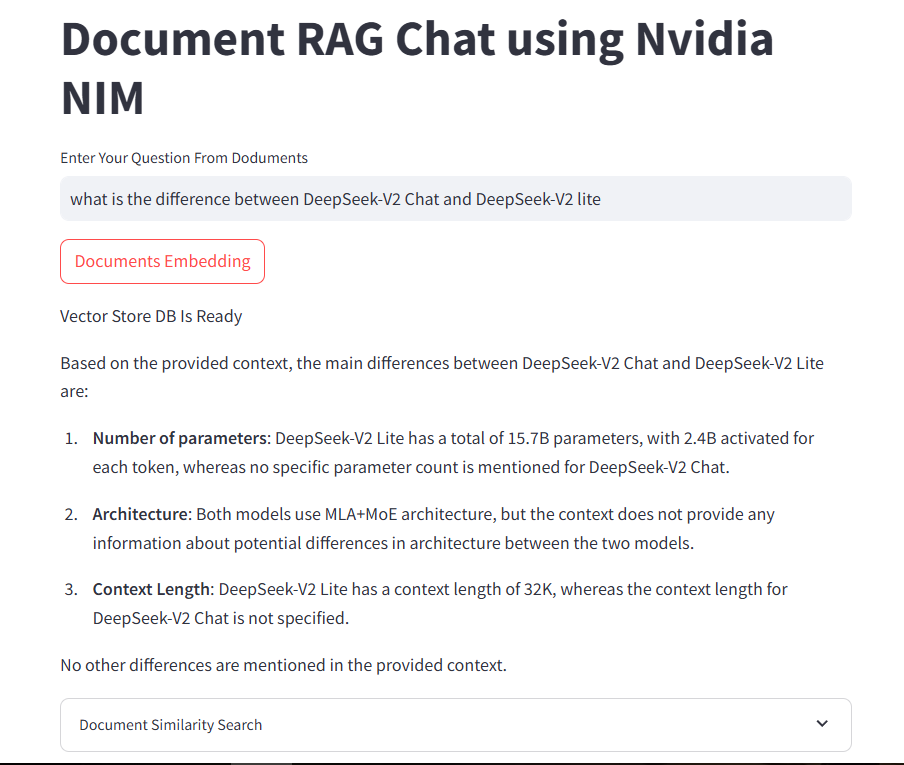 Document RAG Chat using Nvidia
NIM
Enter Your Question From Doduments
what is the difference between DeepSeek-V2 Chat and DeepSeek-V2 lite
Documents Embedding
Vector Store DB Is Ready
Based on the provided context, the main differences between DeepSeek-V2 Chat and DeepSeek-V2 Lite
are:
1. Number of parameters: DeepSeek-V2 Lite has a total of 15.7B parameters, with 2.4B activated for
each token, whereas no specific parameter count is mentioned for DeepSeek-V2 Chat.
2. Architecture: Both models use MLA+MoE architecture, but the context does not provide any
information about potential differences in architecture between the two models.
3. Context Length: DeepSeek-V2 Lite has a context length of 32K, whereas the context length for
DeepSeek-V2 Chat is not specified.
No other differences are mentioned in the provided context.
Document Similarity Search